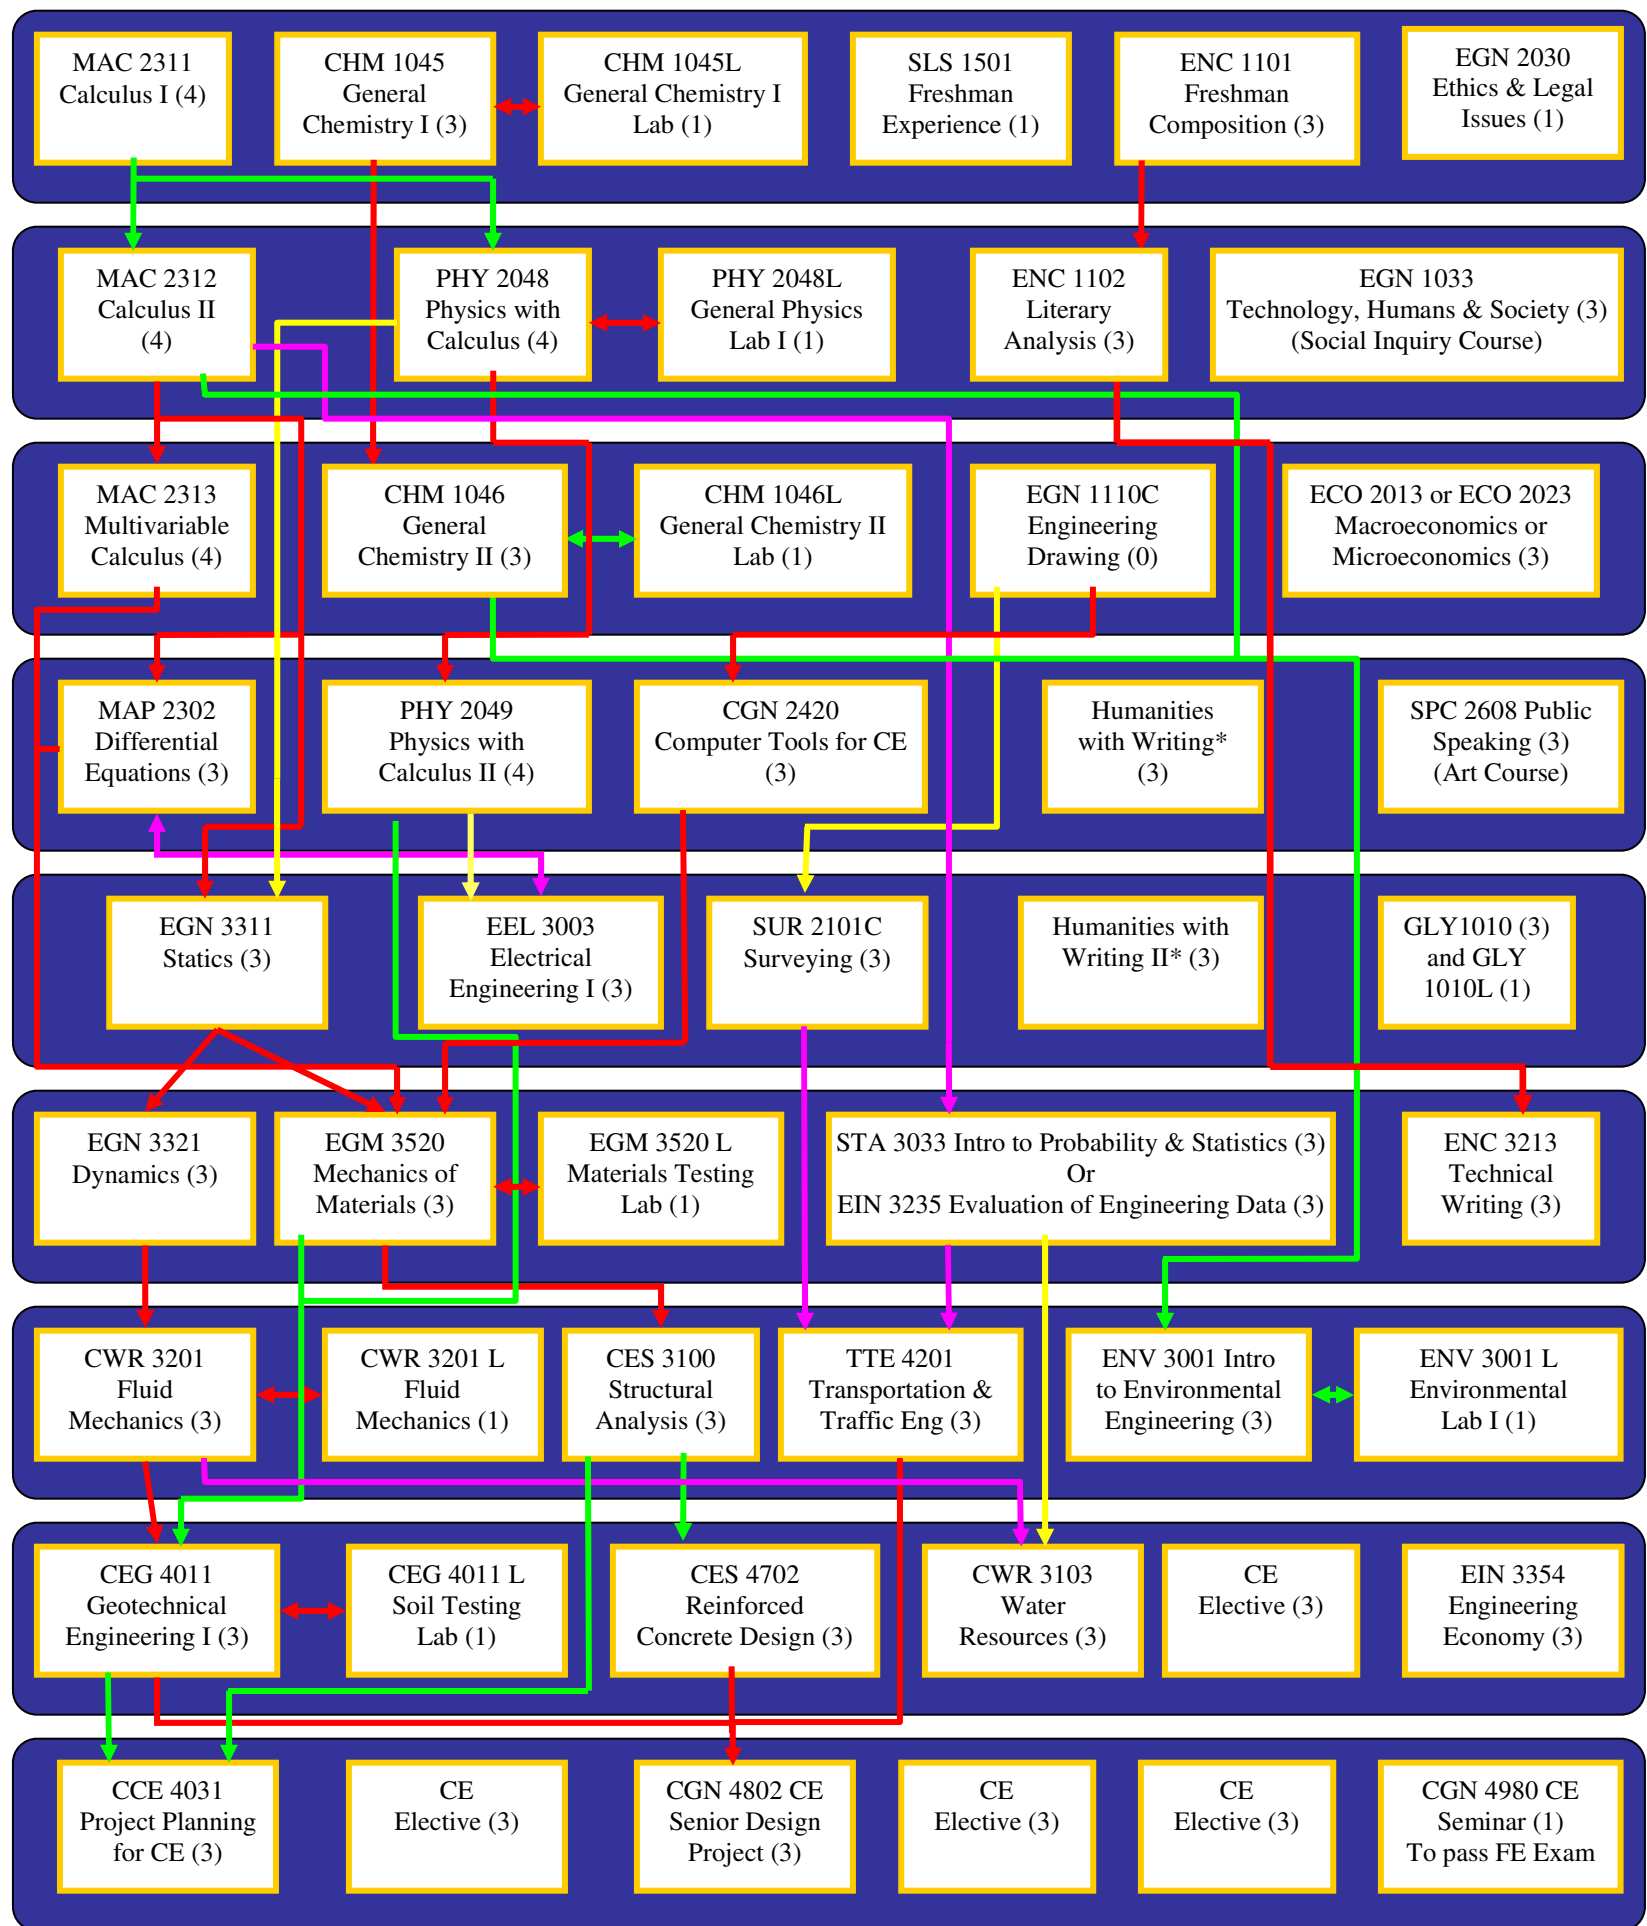 MAC 2311
Calculus I (4)
CHM 1045
General
Chemistry I (3)
CHM 1045L
General Chemistry I
Lab (1)
SLS 1501
Freshman
Experience (1)
ENC 1101
Freshman
Composition (3)
EGN 2030
Ethics & Legal
Issues (1)
MAC 2312
Calculus II
(4)
PHY 2048
Physics with
Calculus (4)
PHY 2048L
General Physics
Lab I (1)
ENC 1102
Literary
Analysis (3)
EGN 1033
Technology, Humans & Society (3)
(Social Inquiry Course)
MAC 2313
Multivariable
Calculus (4)
CHM 1046
General
Chemistry II (3)
CHM 1046L
General Chemistry II
Lab (1)
EGN 1110C
Engineering
Drawing (0)
ECO 2013 or ECO 2023
Macroeconomics or
Microeconomics (3)
MAP 2302
Differential
Equations (3)
PHY 2049
Physics with
Calculus II (4)
CGN 2420
Computer Tools for CE
(3)
Humanities
with Writing*
(3)
SPC 2608 Public
Speaking (3)
(Art Course)
EGN 3311
Statics (3)
EEL 3003
Electrical
Engineering I (3)
SUR 2101C
Surveying (3)
Humanities with
Writing II* (3)
GLY1010 (3)
and GLY
1010L (1)
EGN 3321
Dynamics (3)
EGM 3520
Mechanics of
Materials (3)
EGM 3520 L
Materials Testing
Lab (1)
STA 3033 Intro to Probability & Statistics (3)
Or
EIN 3235 Evaluation of Engineering Data (3)
ENC 3213
Technical
Writing (3)
CWR 3201
Fluid
Mechanics (3)
CWR 3201 L
Fluid
Mechanics (1)
CES 3100
Structural
Analysis (3)
TTE 4201
Transportation &
Traffic Eng (3)
ENV 3001 Intro
to Environmental
Engineering (3)
ENV 3001 L
Environmental
Lab I (1)
CEG 4011
Geotechnical
Engineering I (3)
CEG 4011 L
Soil Testing
Lab (1)
CES 4702
Reinforced
Concrete Design (3)
CWR 3103
Water
Resources (3)
CE
Elective (3)
EIN 3354
Engineering
Economy (3)
CCE 4031
Project Planning
for CE (3)
CE
Elective (3)
CGN 4802 CE
Senior Design
Project (3)
CE
Elective (3)
CE
Elective (3)
CGN 4980 CE
Seminar (1)
To pass FE Exam